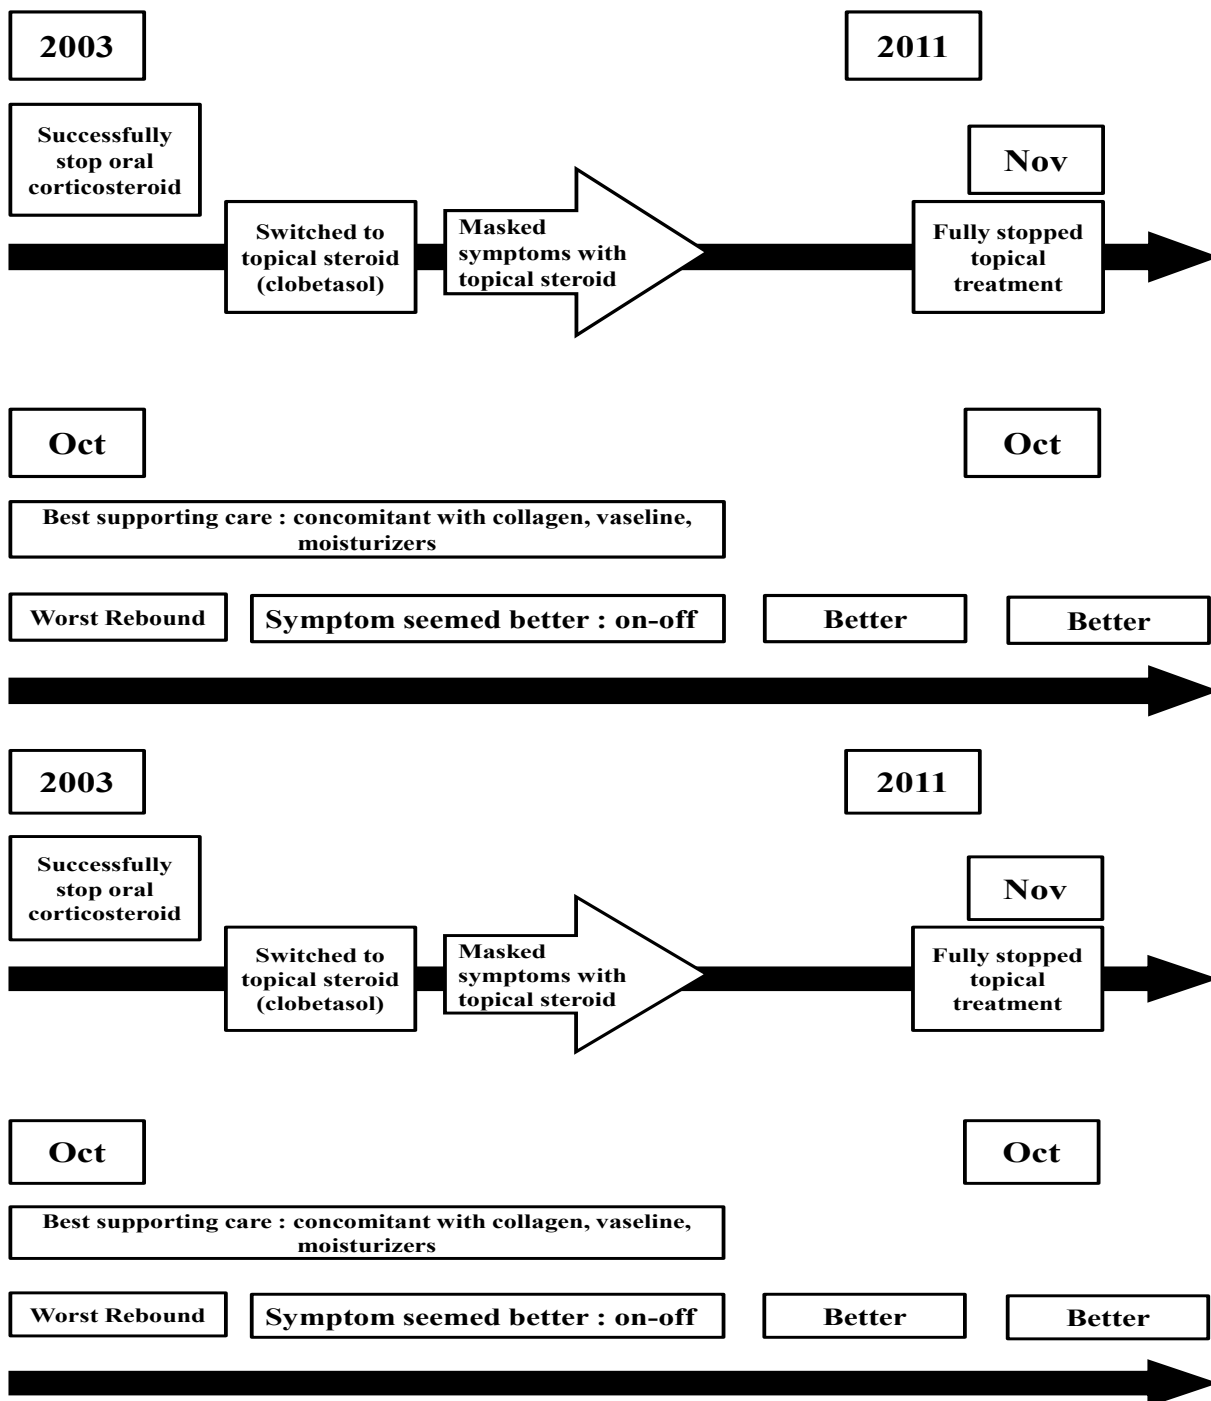 2003
2011
Successfully
stop oral
corticosteroid
Nov
Switched to
topical steroid
(clobetasol)
Masked
symptoms with
topical steroid
Fully stopped
topical
treatment
Oct
Oct
Best supporting care : concomitant with collagen, vaseline,
moisturizers
Worst Rebound
Symptom seemed better : on-off
Better
Better
2003
2011
Successfully
stop oral
corticosteroid
Nov
Switched to
topical steroid
(clobetasol)
Masked
symptoms with
topical steroid
Fully stopped
topical
treatment
Oct
Oct
Best supporting care : concomitant with collagen, vaseline,
moisturizers
Worst Rebound
Symptom seemed better : on-off
Better
Better